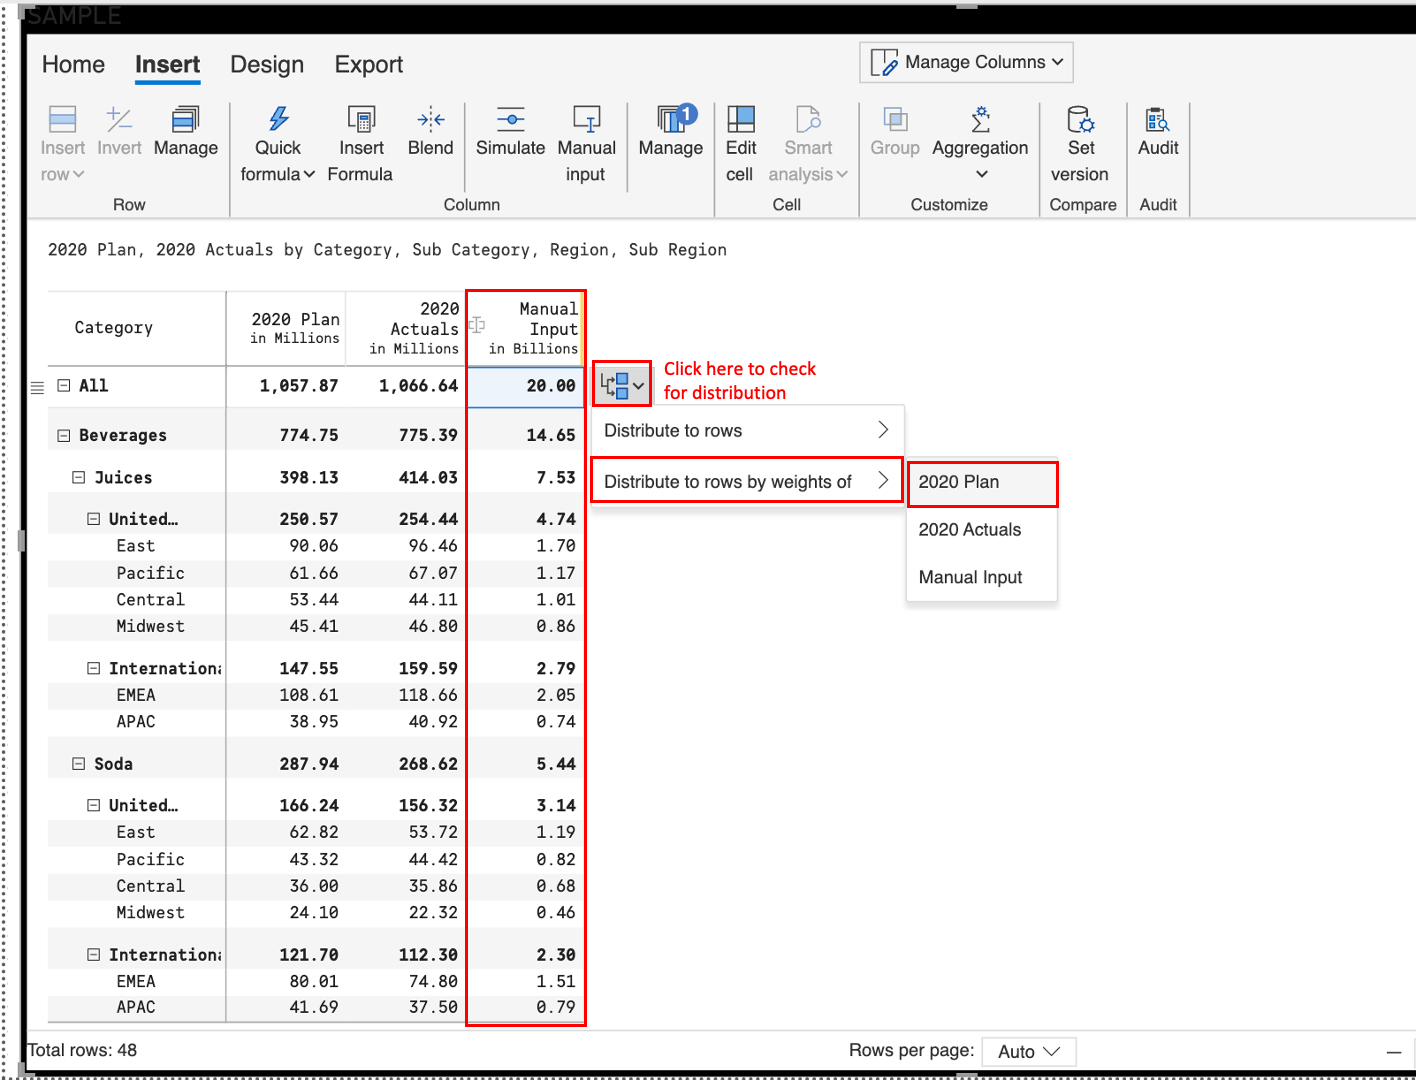 SAMPLE
Home Insert Design Export Manage Columns
Insert row Invert Manage Quick formula Insert Formula Blend Simulate Manual input Manage 1 Edit cell Smart analysis Group Aggregation Set version Audit
Row Column Cell Customize Compare Audit
2020 Plan, 2020 Actuals by Category, Sub Category, Region, Sub Region
Category 2020 Plan in Millions 2020 Actuals in Millions Manual Input in Billions
All 1,057.87 1,066.64 20.00
Click here to check
for distribution
Distribute to rows
Distribute to rows by weights of
2020 Plan
2020 Actuals
Manual Input
Beverages 774.75 775.39 14.65
Juices 398.13 414.03 7.53
United… 250.57 254.44 4.74
East 90.06 96.46 1.70
Pacific 61.66 67.07 1.17
Central 53.44 44.11 1.01
Midwest 45.41 46.80 0.86
Internationa 147.55 159.59 2.79
EMEA 108.61 118.66 2.05
APAC 38.95 40.92 0.74
Soda 287.94 268.62 5.44
United… 166.24 156.32 3.14
East 62.82 53.72 1.19
Pacific 43.32 44.42 0.82
Central 36.00 35.86 0.68
Midwest 24.10 22.32 0.46
Internationa 121.70 112.30 2.30
EMEA 80.01 74.80 1.51
APAC 41.69 37.50 0.79
Total rows: 48 Rows per page: Auto